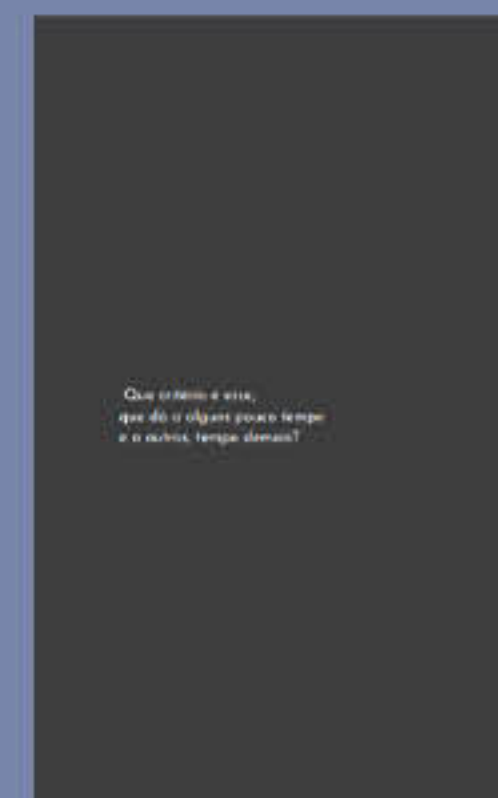 Que critério é esse,
que dá a alguns pouco tempo
e a outros, tempo demais?